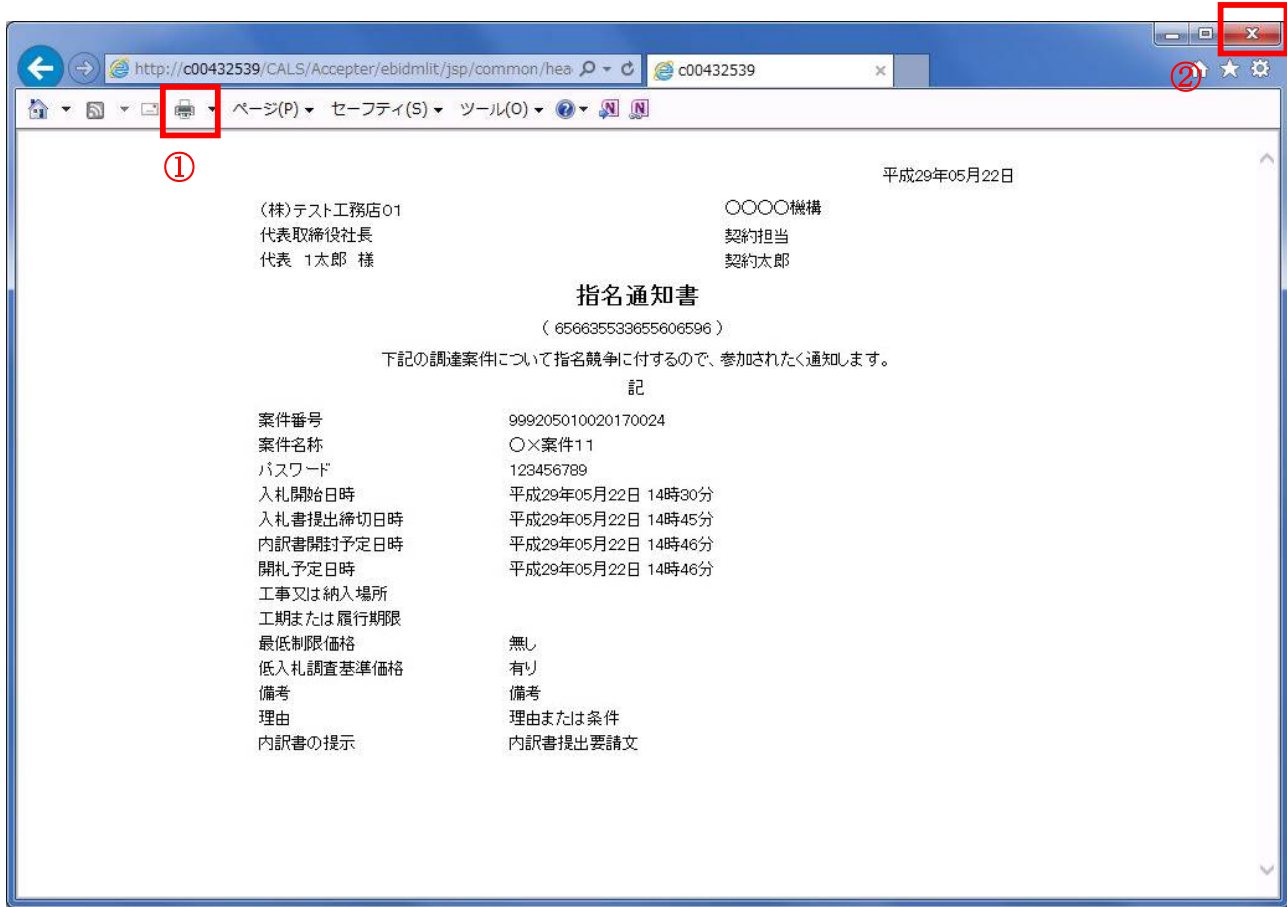 http://c00432539/CALS/Accepter/ebidmlit/jsp/common/hea
c00432539
②
ページ(P) セーフティ(S) ツール(O)
①
平成29年05月22日
(株)テスト工務店01
代表取締役社長
代表 1太郎 様
〇〇〇〇機構
契約担当
契約太郎
指名通知書
( 656635533655606596 )
下記の調達案件について指名競争に付するので、参加されたく通知します。
記
案件番号 999205010020170024
案件名称 〇×案件11
パスワード 123456789
入札開始日時 平成29年05月22日 14時30分
入札書提出締切日時 平成29年05月22日 14時45分
内訳書開封予定日時 平成29年05月22日 14時46分
開札予定日時 平成29年05月22日 14時46分
工事又は納入場所
工期または履行期限
最低制限価格 無し
低入札調査基準価格 有り
備考 備考
理由 理由または条件
内訳書の提示 内訳書提出要請文